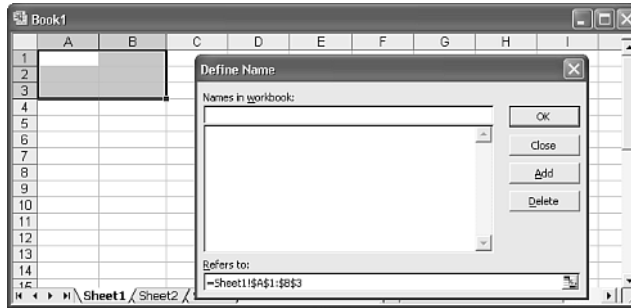 Book1
A B C D E F G H I
1
2
3
4
5
6
7
8
9
10
11
12
13
14
15
Define Name
Names in workbook:
OK
Close
Add
Delete
Refers to:
=Sheet1!$A$1:$B$3
Sheet1 Sheet2